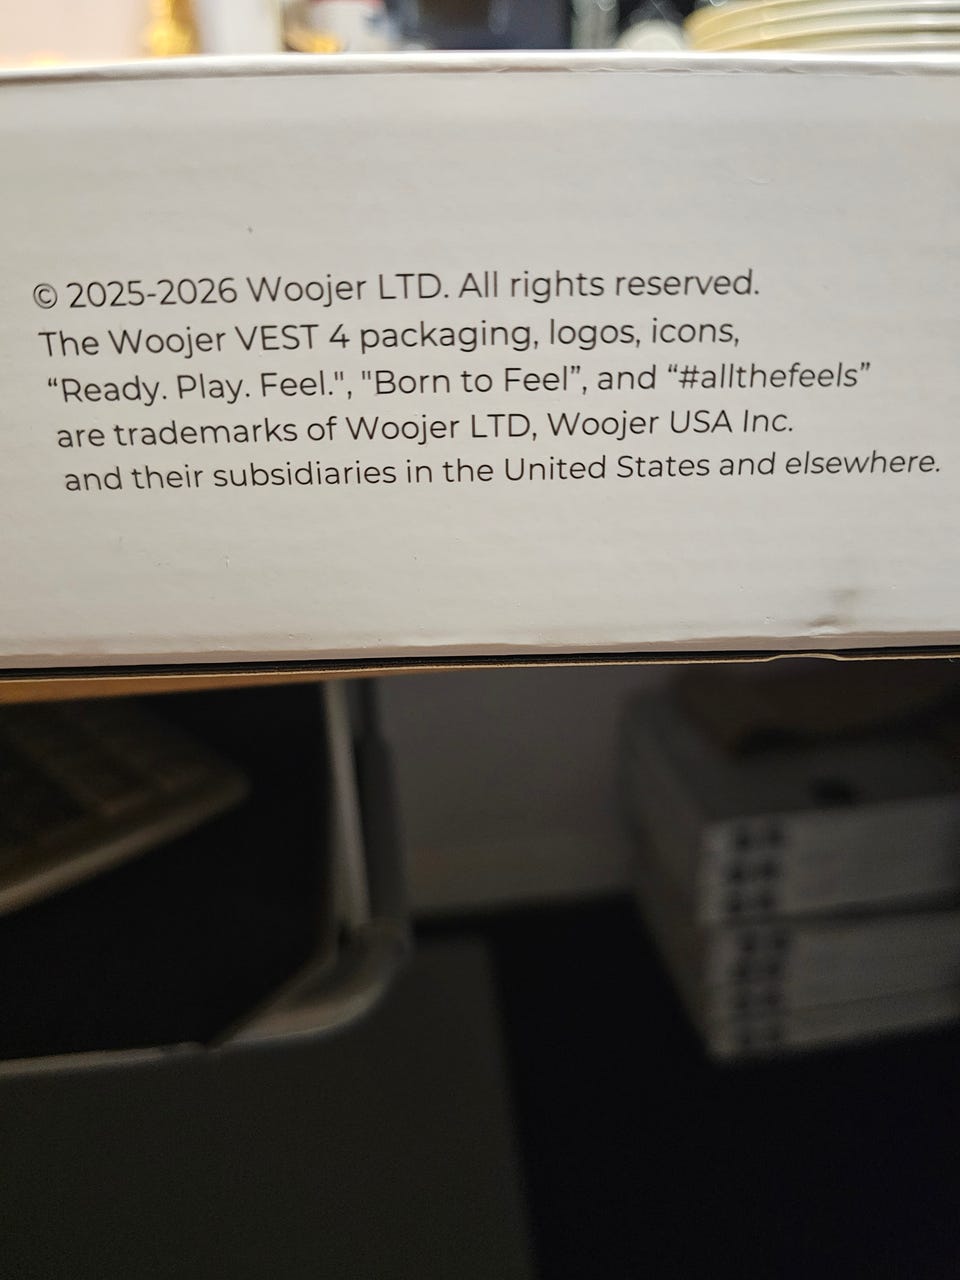 © 2025-2026 Woojer LTD. All rights reserved.
The Woojer VEST 4 packaging, logos, icons,
“Ready. Play. Feel.", "Born to Feel”, and “#allthefeels”
are trademarks of Woojer LTD, Woojer USA Inc.
and their subsidiaries in the United States and elsewhere.